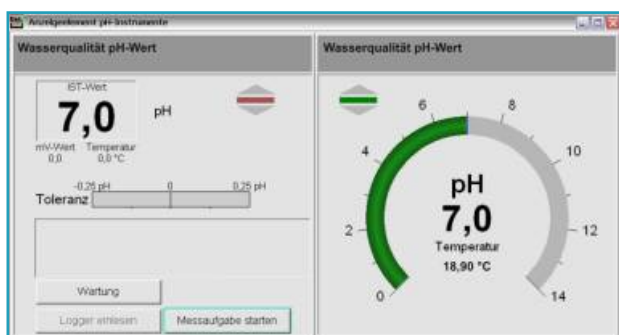 Anzeigeelement pH-Instrumente
Wasserqualität pH-Wert
IST-Wert
7,0
pH
mV-Wert Temperatur
0,0 0,0 °C
-0,25 pH 0 0,25 pH
Toleranz
Wartung
Logger einlesen Messaufgabe starten
Wasserqualität pH-Wert
6 8
4 10
pH
7,0
2 12
Temperatur
18,90 °C
0 14